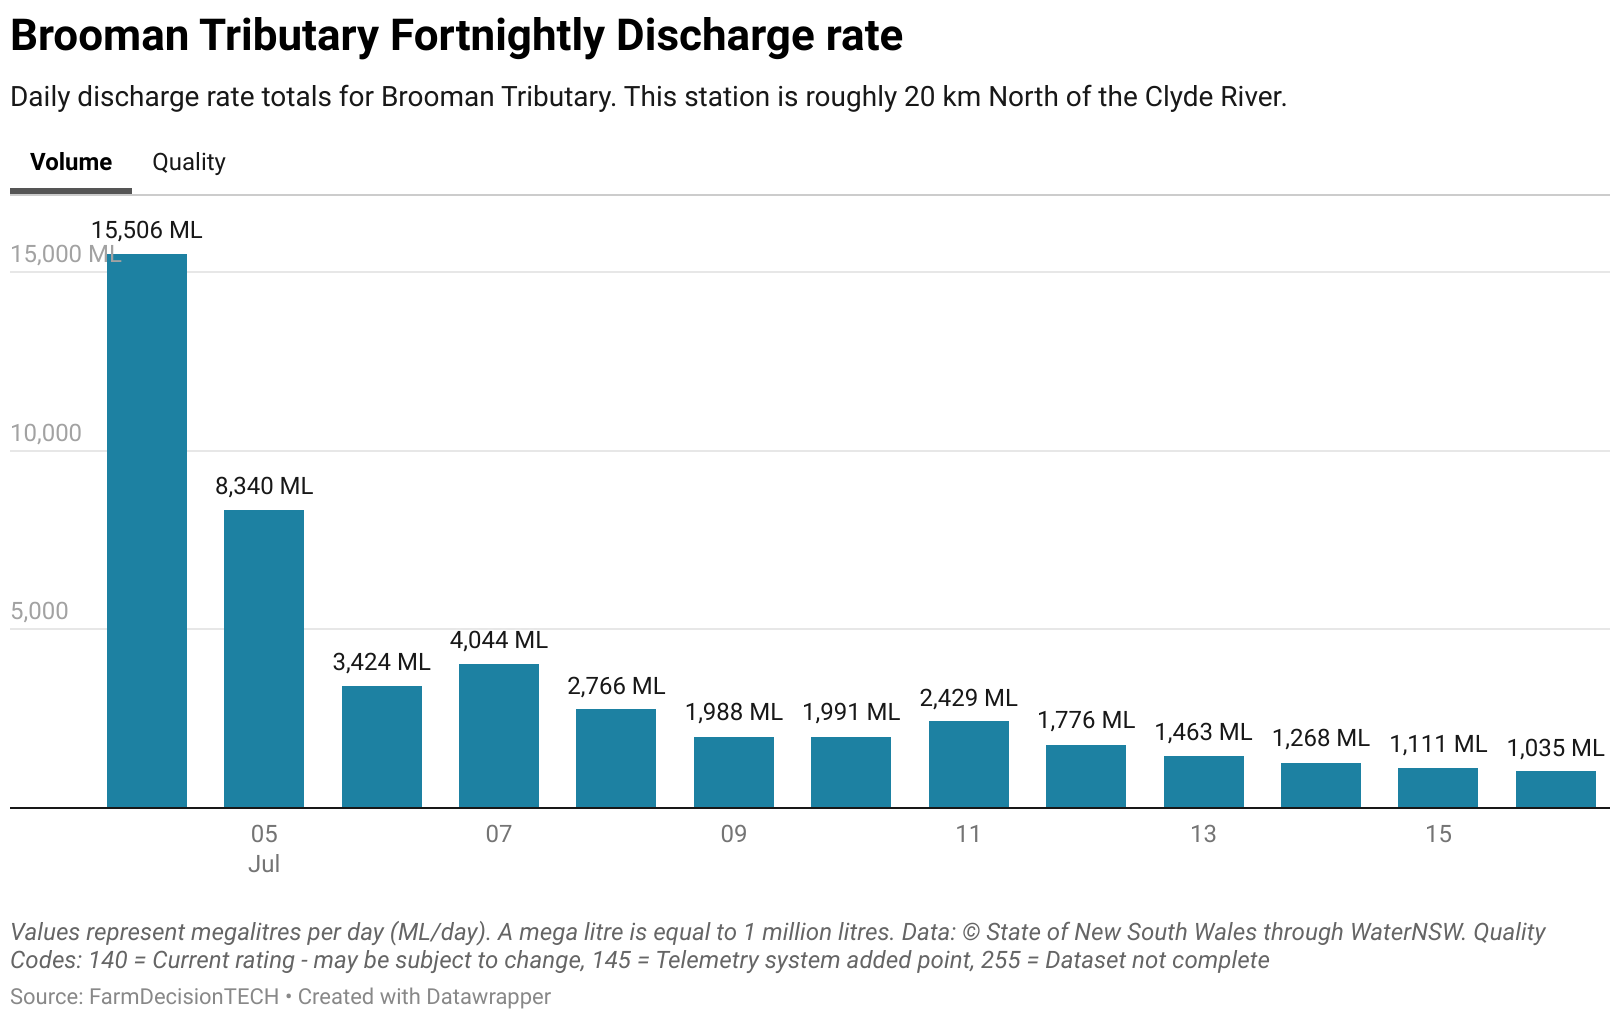 Brooman Tributary Fortnightly Discharge rate
Daily discharge rate totals for Brooman Tributary. This station is roughly 20 km North of the Clyde River.
Volume Quality
15,506 ML
15,000 ML
10,000
8,340 ML
5,000
4,044 ML
3,424 ML
2,766 ML
1,988 ML
1,991 ML
2,429 ML
1,776 ML
1,463 ML
1,268 ML
1,111 ML
1,035 ML
05 07 09 11 13 15
Jul
Values represent megalitres per day (ML/day). A mega litre is equal to 1 million litres. Data: © State of New South Wales through WaterNSW. Quality
Codes: 140 = Current rating - may be subject to change, 145 = Telemetry system added point, 255 = Dataset not complete
Source: FarmDecisionTECH • Created with Datawrapper